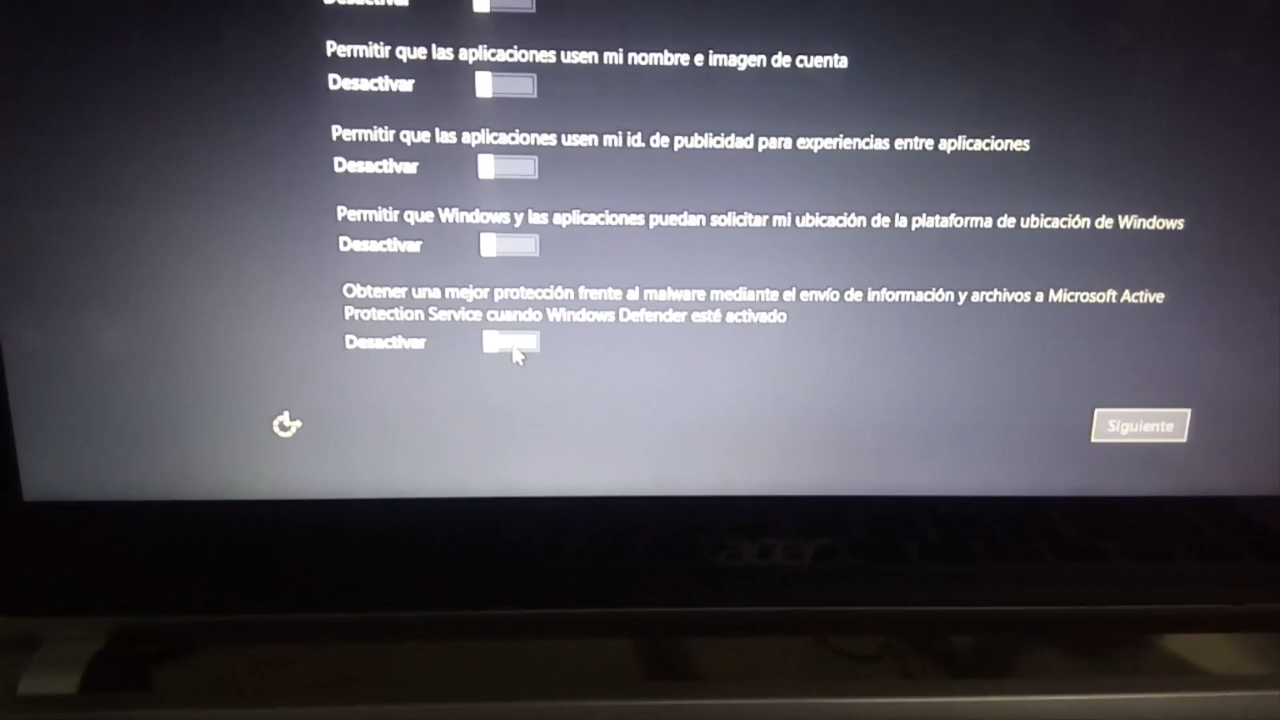 Desactivar
Permitir que las aplicaciones usen mi nombre e imagen de cuenta
Desactivar
Permitir que las aplicaciones usen mi id. de publicidad para experiencias entre aplicaciones
Desactivar
Permitir que Windows y las aplicaciones puedan solicitar mi ubicación de la plataforma de ubicación de Windows
Desactivar
Obtener una mejor protección frente al malware mediante el envío de información y archivos a Microsoft Active
Protection Service cuando Windows Defender esté activado
Desactivar
Siguiente
acer